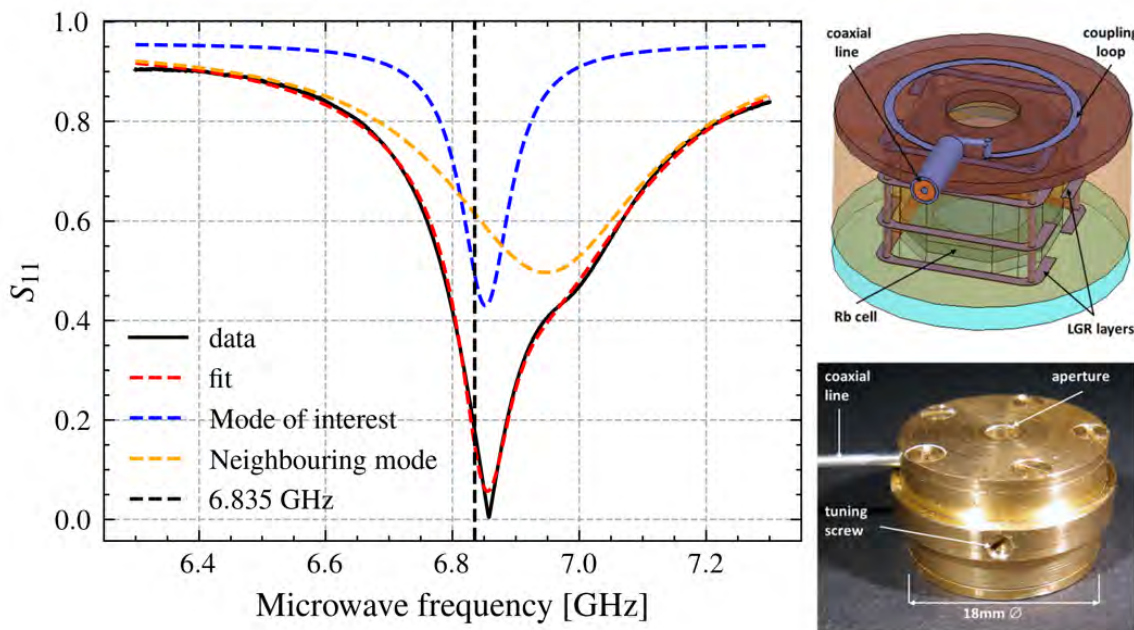 1.0
0.8
0.6
0.4
0.2
0.0
S₁₁
data
fit
Mode of interest
Neighbouring mode
6.835 GHz
6.4
6.6
6.8
7.0
7.2
Microwave frequency [GHz]
coaxial
line
coupling
loop
Rb cell
LGR layers
coaxial
line
aperture
tuning
screw
18mm ∅